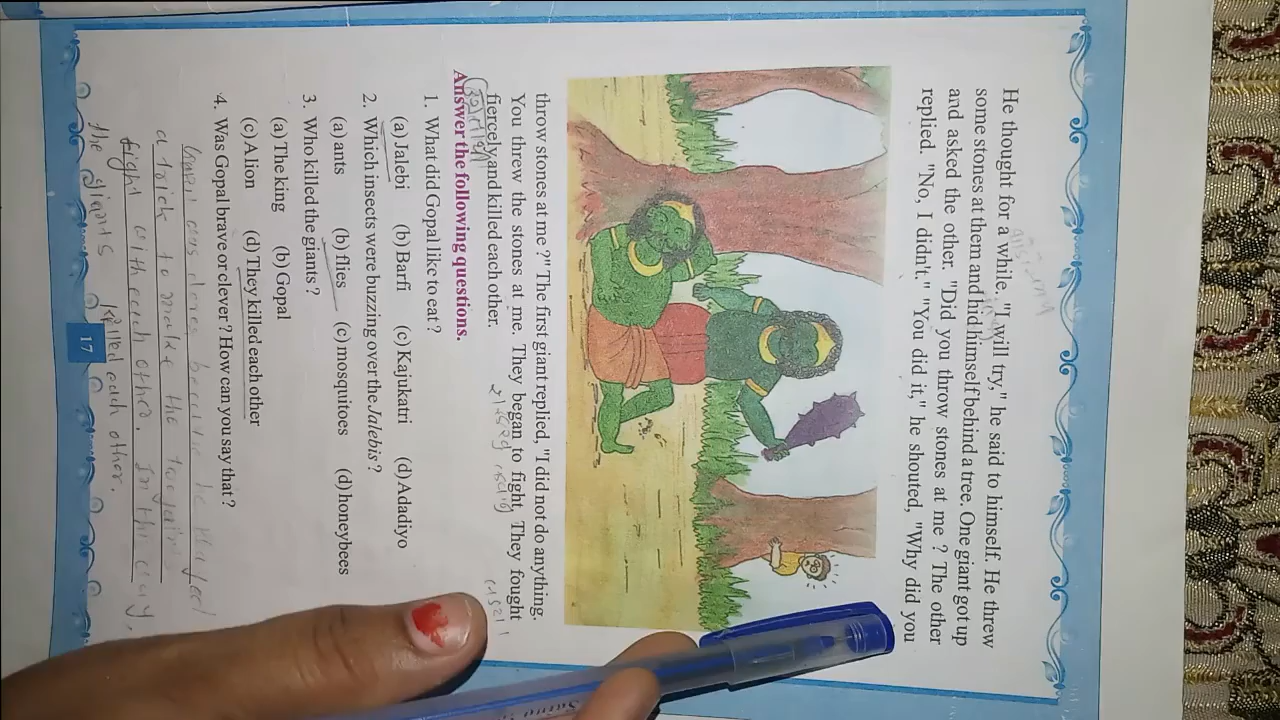 He thought for a while. "I will try," he said to himself. He threw
some stones at them and hid himself behind a tree. One giant got up
and asked the other. "Did you throw stones at me ? The other
replied. "No, I didn't." "You did it," he shouted, "Why did you
throw stones at me ?" The first giant replied, "I did not do anything.
You threw the stones at me. They began to fight. They fought
fiercely and killed each other.
Answer the following questions.
1. What did Gopal like to eat ?
(a) Jalebi (b) Barfi (c) Kajukatri (d) Adadiyo
2. Which insects were buzzing over the Jalebis ?
(a) ants (b) flies (c) mosquitoes (d) honeybees
3. Who killed the giants ?
(a) The king (b) Gopal
(c) A lion (d) They killed each other
4. Was Gopal brave or clever ? How can you say that ?
was clever he
a trick to make the
fight with each other. In this way,
the giants killed each other.
17